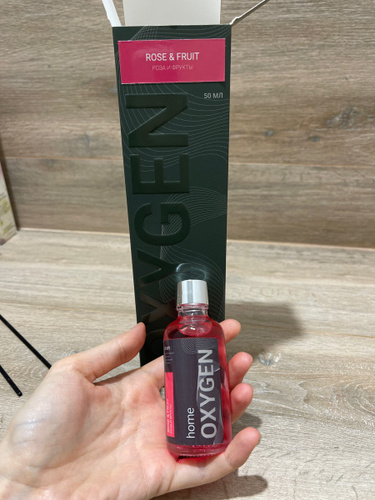 ROSE & FRUIT
РОЗА И ФРУКТЫ
50 МЛ
OXYGEN
home
OXYGEN